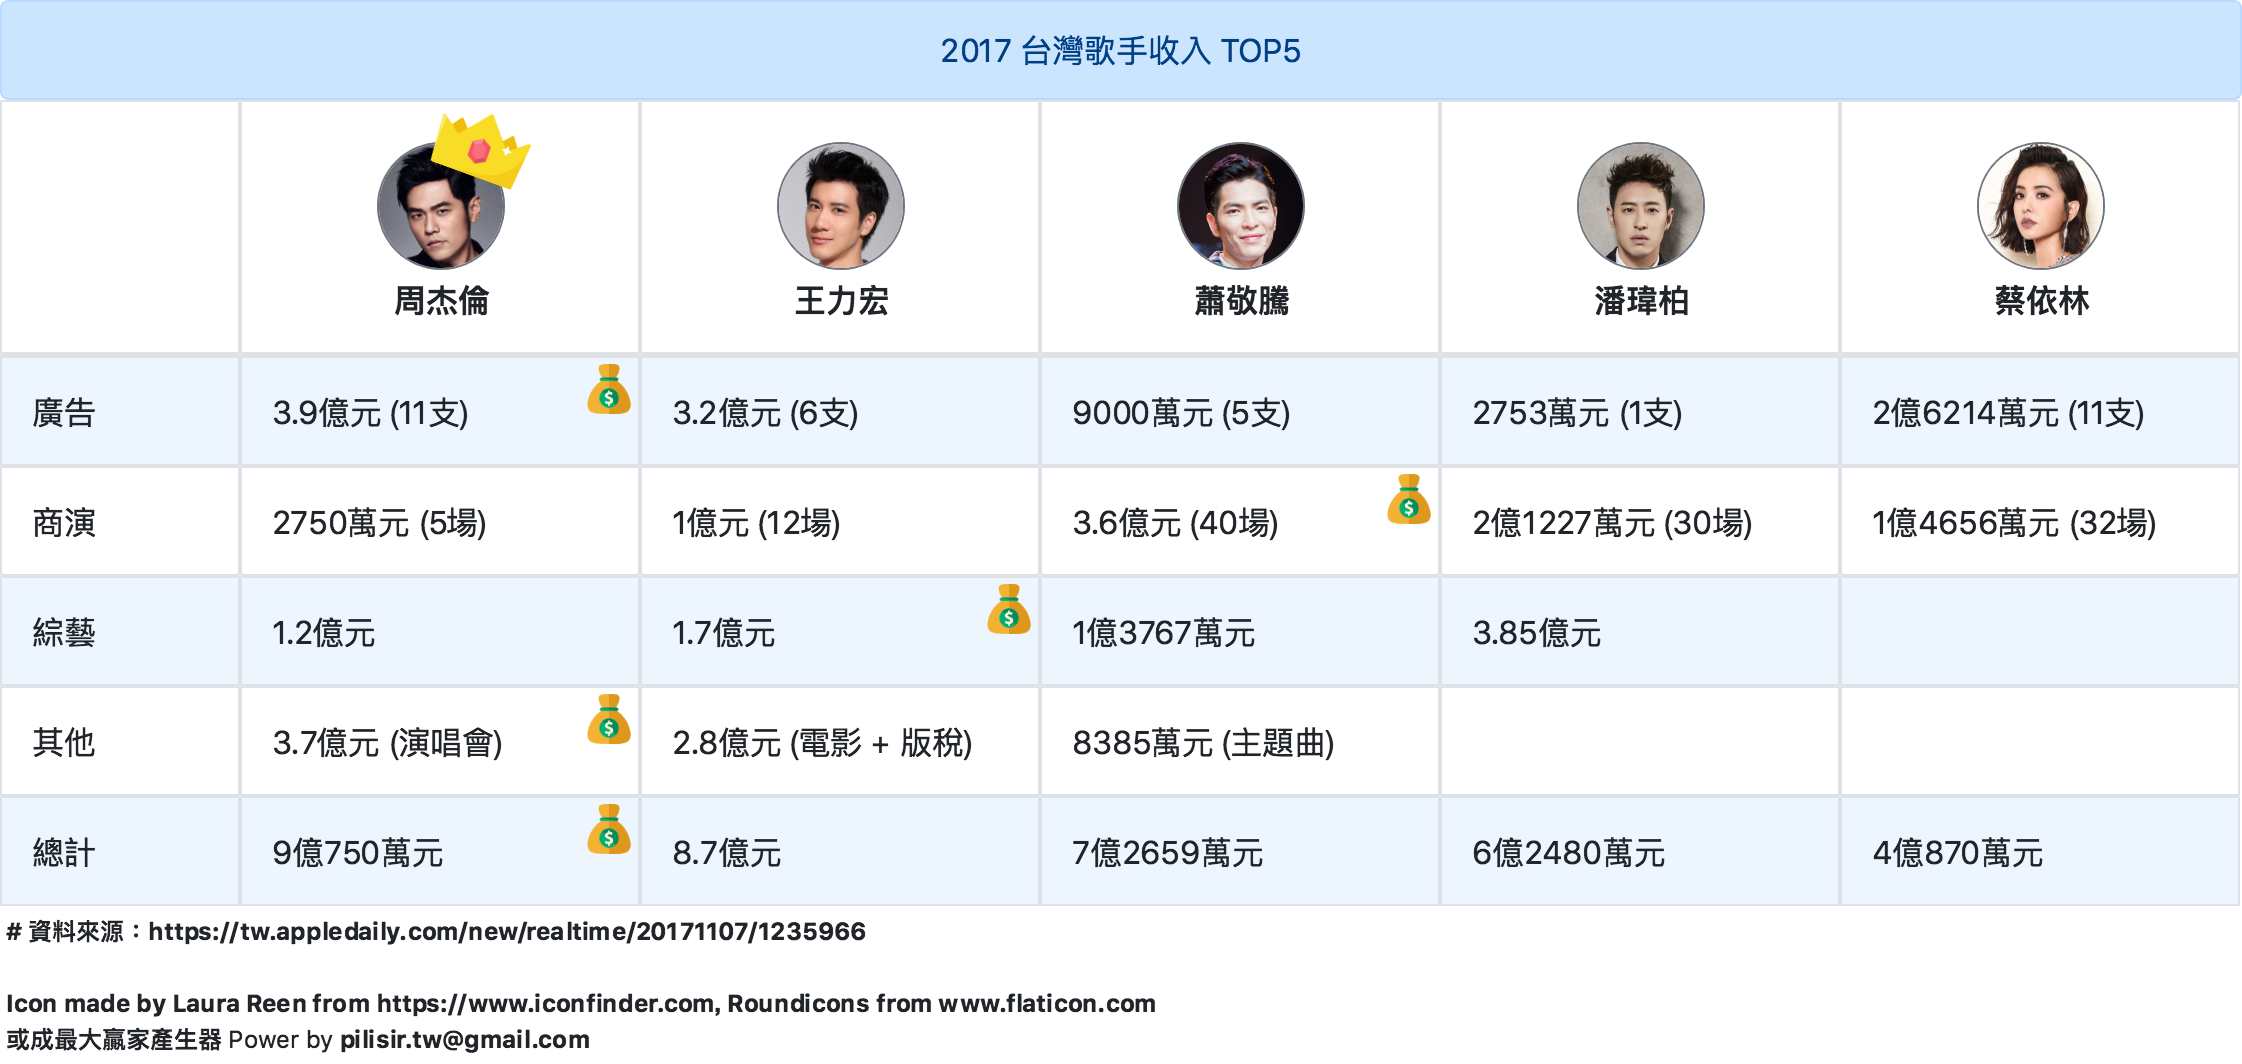 2017 台灣歌手收入 TOP5
周杰倫 王力宏 蕭敬騰 潘瑋柏 蔡依林
廣告 3.9億元 (11支) 3.2億元 (6支) 9000萬元 (5支) 2753萬元 (1支) 2億6214萬元 (11支)
商演 2750萬元 (5場) 1億元 (12場) 3.6億元 (40場) 2億1227萬元 (30場) 1億4656萬元 (32場)
綜藝 1.2億元 1.7億元 1億3767萬元 3.85億元
其他 3.7億元 (演唱會) 2.8億元 (電影 + 版稅) 8385萬元 (主題曲)
總計 9億750萬元 8.7億元 7億2659萬元 6億2480萬元 4億870萬元
# 資料來源：https://tw.appledaily.com/new/realtime/20171107/1235966
Icon made by Laura Reen from https://www.iconfinder.com, Roundicons from www.flaticon.com
或成最大贏家產生器 Power by pilisir.tw@gmail.com